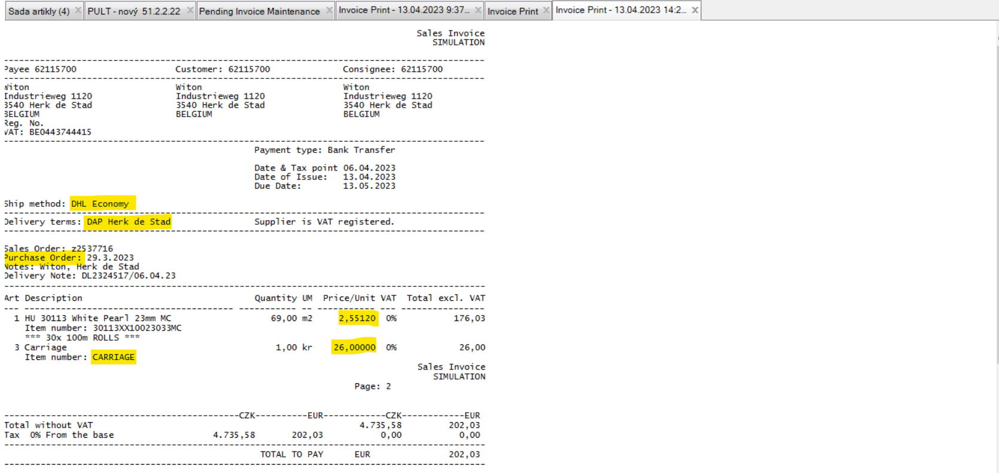 Sada artikly (4) PULT - nový 51.2.2.22 Pending Invoice Maintenance Invoice Print - 13.04.2023 9:37... Invoice Print Invoice Print - 13.04.2023 14:2...
Sales Invoice
SIMULATION
Payee 62115700 Customer: 62115700 Consignee: 62115700
Witon Witon Witon
Industrieweg 1120 Industrieweg 1120 Industrieweg 1120
3540 Herk de Stad 3540 Herk de Stad 3540 Herk de Stad
BELGIUM BELGIUM BELGIUM
Reg. No.
VAT: BE0443744415
Payment type: Bank Transfer
Date & Tax point 06.04.2023
Date of Issue: 13.04.2023
Due Date: 13.05.2023
Ship method: DHL Economy
Delivery terms: DAP Herk de Stad Supplier is VAT registered.
Sales Order: z2537716
Purchase Order: 29.3.2023
Notes: Witon, Herk de Stad
Delivery Note: DL2324517/06.04.23
Art Description Quantity UM Price/Unit VAT Total excl. VAT
1 HU 30113 White Pearl 23mm MC 69,00 m2 2,55120 0% 176,03
Item number: 30113XX10023033MC
*** 30x 100m ROLLS ***
3 Carriage 1,00 kr 26,00000 0% 26,00
Item number: CARRIAGE
Sales Invoice
SIMULATION
Page: 2
CZK EUR CZK EUR
Total without VAT 4.735,58 202,03
Tax 0% From the base 4.735,58 202,03 0,00 0,00
TOTAL TO PAY EUR 202,03